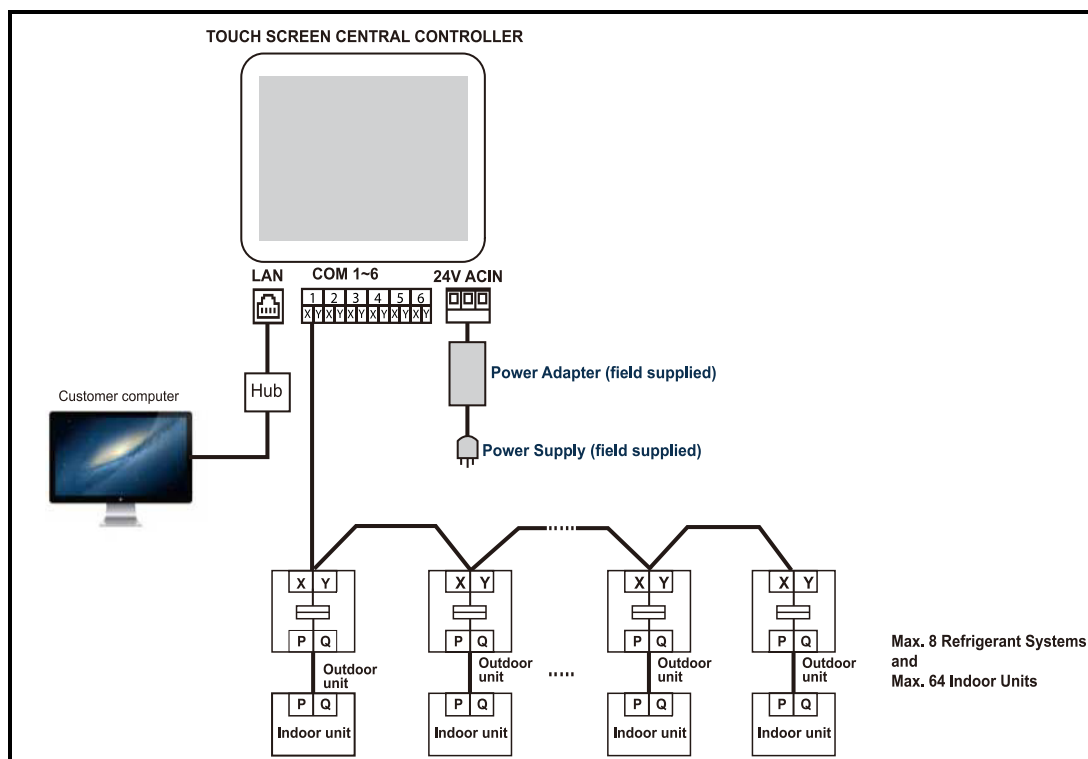 TOUCH SCREEN CENTRAL CONTROLLER
LAN COM 1~6 24V ACIN
1 2 3 4 5 6
X Y X Y X Y X Y X Y X Y
Power Adapter (field supplied)
Hub
Customer computer
Power Supply (field supplied)
X Y X Y X Y X Y
P Q P Q P Q P Q
Outdoor unit
Outdoor unit
Outdoor unit
Outdoor unit
P Q P Q P Q P Q
Indoor unit Indoor unit Indoor unit Indoor unit
Max. 8 Refrigerant Systems
and
Max. 64 Indoor Units